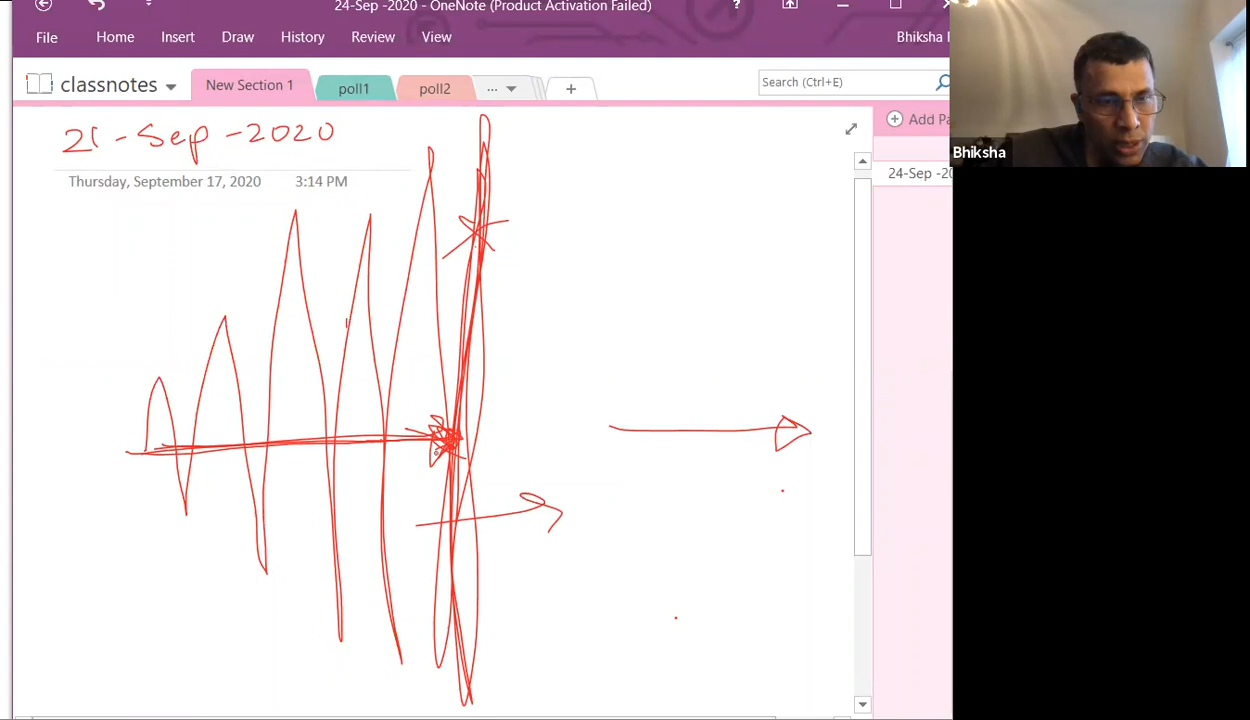 24-Sep -2020 - OneNote (Product Activation Failed)
?
File Home Insert Draw History Review View
Bhiksha
classnotes New Section 1 poll1 poll2 ... +
Search (Ctrl+E)
21-Sep-2020
Add Pa
Bhiksha
Thursday, September 17, 2020 3:14 PM
24-Sep -20